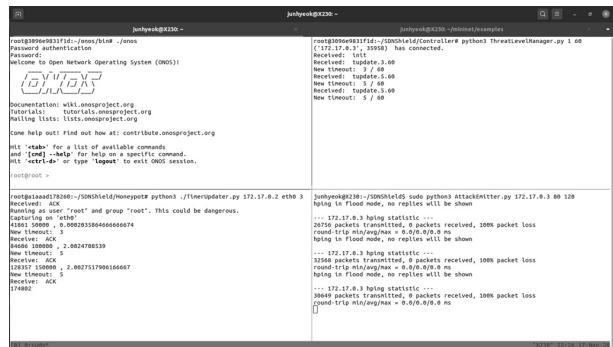 junhyeok@X230: ~
junhyeok@X230: ~
junhyeok@X230: ~/mininet/examples
root@3096e9831f1d:~/onos/bin# ./onos
Password authentication
Password:
Welcome to Open Network Operating System (ONOS)!
Documentation: wiki.onosproject.org
Tutorials: tutorials.onosproject.org
Mailing lists: lists.onosproject.org
Come help out! Find out how at: contribute.onosproject.org
Hit '<tab>' for a list of available commands
and '[cmd] --help' for help on a specific command.
Hit '<ctrl-d>' or type 'logout' to exit ONOS session.
root@root >
root@3096e9831f1d:~/SDNShield/Controller# python3 ThreatLevelManager.py 1 60
('172.17.0.3', 35958) has connected.
Received: init
Received: tupdate.3.60
New timeout: 3 / 60
Received: tupdate.5.60
New timeout: 5 / 60
Received: tupdate.5.60
New timeout: 5 / 60
root@a1aaad178260:~/SDNShield/Honeypot# python3 ./TimerUpdater.py 172.17.0.2 eth0 3
Received: ACK
Running as user "root" and group "root". This could be dangerous.
Capturing on 'eth0'
41861 50000 , 0.0002035864666666674
New timeout: 3
Receive: ACK
84686 100000 , 2.0824708539
New timeout: 5
Receive: ACK
128357 150000 , 2.0027517906166667
New timeout: 5
Receive: ACK
174802
junhyeok@X230:~/SDNShield$ sudo python3 AttackEmitter.py 172.17.0.3 80 120
hping in flood mode, no replies will be shown
--- 172.17.0.3 hping statistic ---
26756 packets transmitted, 0 packets received, 100% packet loss
round-trip min/avg/max = 0.0/0.0/0.0 ms
hping in flood mode, no replies will be shown
--- 172.17.0.3 hping statistic ---
32568 packets transmitted, 0 packets received, 100% packet loss
round-trip min/avg/max = 0.0/0.0/0.0 ms
hping in flood mode, no replies will be shown
--- 172.17.0.3 hping statistic ---
30649 packets transmitted, 0 packets received, 100% packet loss
round-trip min/avg/max = 0.0/0.0/0.0 ms